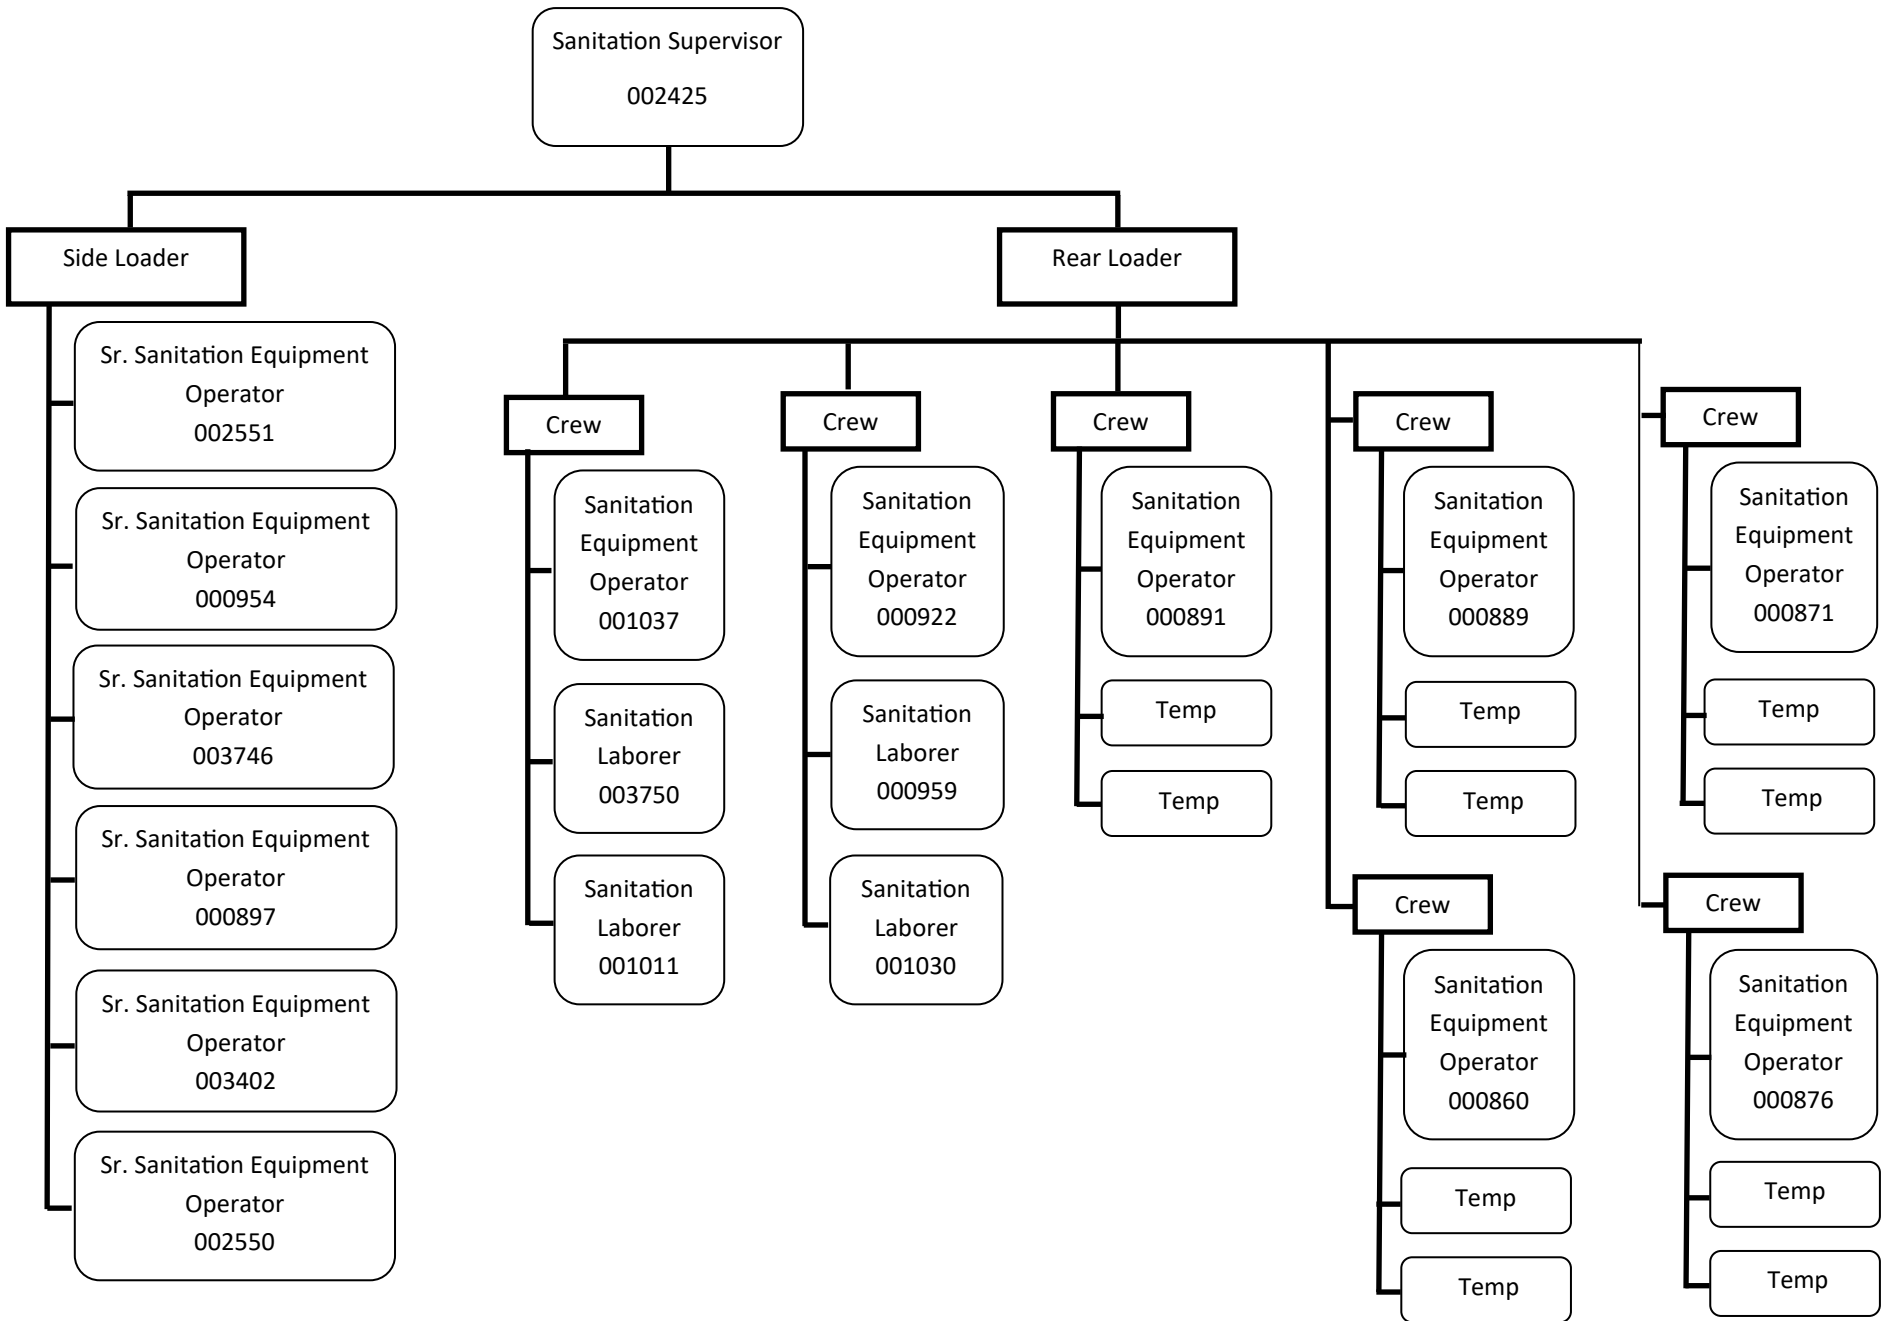 Sanitation Supervisor
002425
Side Loader
Sr. Sanitation Equipment
Operator
002551
Sr. Sanitation Equipment
Operator
000954
Sr. Sanitation Equipment
Operator
003746
Sr. Sanitation Equipment
Operator
000897
Sr. Sanitation Equipment
Operator
003402
Sr. Sanitation Equipment
Operator
002550
Rear Loader
Crew
Sanitation
Equipment
Operator
001037
Sanitation
Laborer
003750
Sanitation
Laborer
001011
Crew
Sanitation
Equipment
Operator
000922
Sanitation
Laborer
000959
Sanitation
Laborer
001030
Crew
Sanitation
Equipment
Operator
000891
Temp
Temp
Crew
Sanitation
Equipment
Operator
000889
Temp
Temp
Crew
Sanitation
Equipment
Operator
000860
Temp
Temp
Crew
Sanitation
Equipment
Operator
000871
Temp
Temp
Crew
Sanitation
Equipment
Operator
000876
Temp
Temp